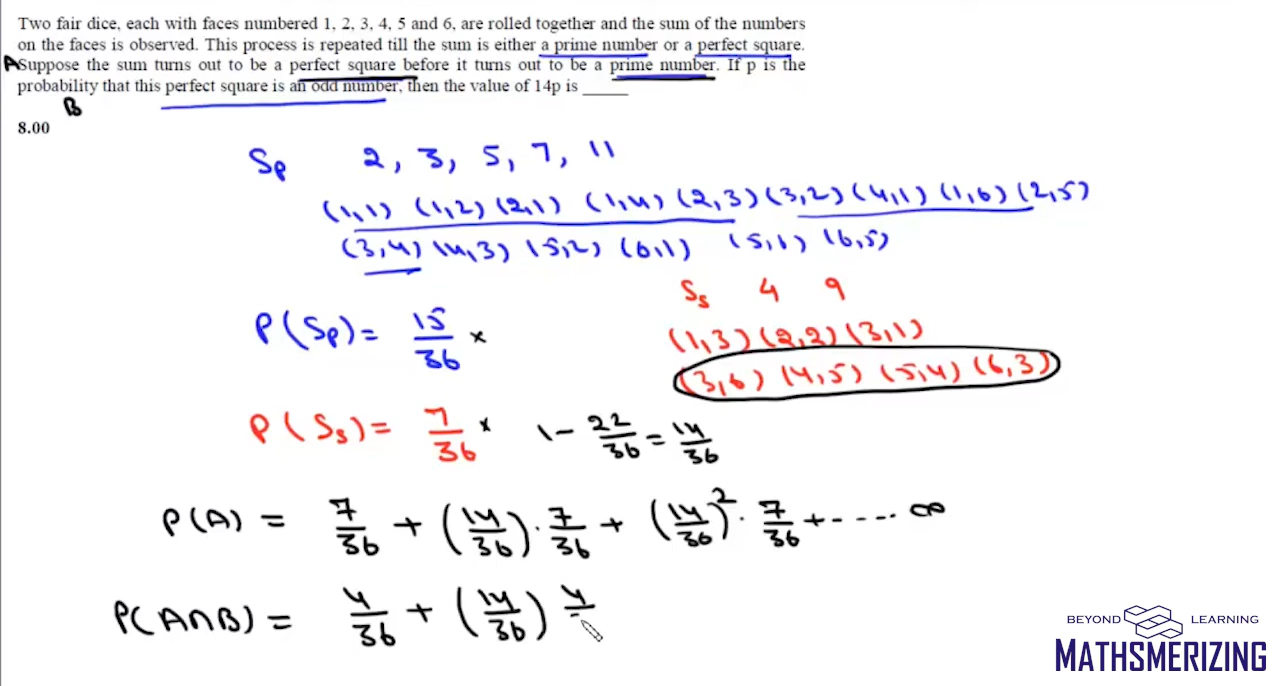 Two fair dice, each with faces numbered 1, 2, 3, 4, 5 and 6, are rolled together and the sum of the numbers
on the faces is observed. This process is repeated till the sum is either a prime number or a perfect square.
A Suppose the sum turns out to be a perfect square before it turns out to be a prime number. If p is the
probability that this perfect square is an odd number, then the value of 14p is _____
B
8.00
Sp 2, 3, 5, 7, 11
(1,1) (1,2) (2,1) (1,4) (2,3) (3,2) (4,1) (1,6) (2,5)
(3,4) (4,3) (5,2) (6,1) (5,6) (6,5)
Ss 4 9
P(Sp) = 15/36 ×
(1,3) (2,2) (3,1)
(3,6) (4,5) (5,4) (6,3)
P(Ss) = 7/36 × 1 - 22/36 = 14/36
P(A) = 7/36 + (14/36) · 7/36 + (14/36)² · 7/36 + ---- ∞
P(A∩B) = 4/36 + (14/36) 4/
BEYOND LEARNING
MATHSMERIZING